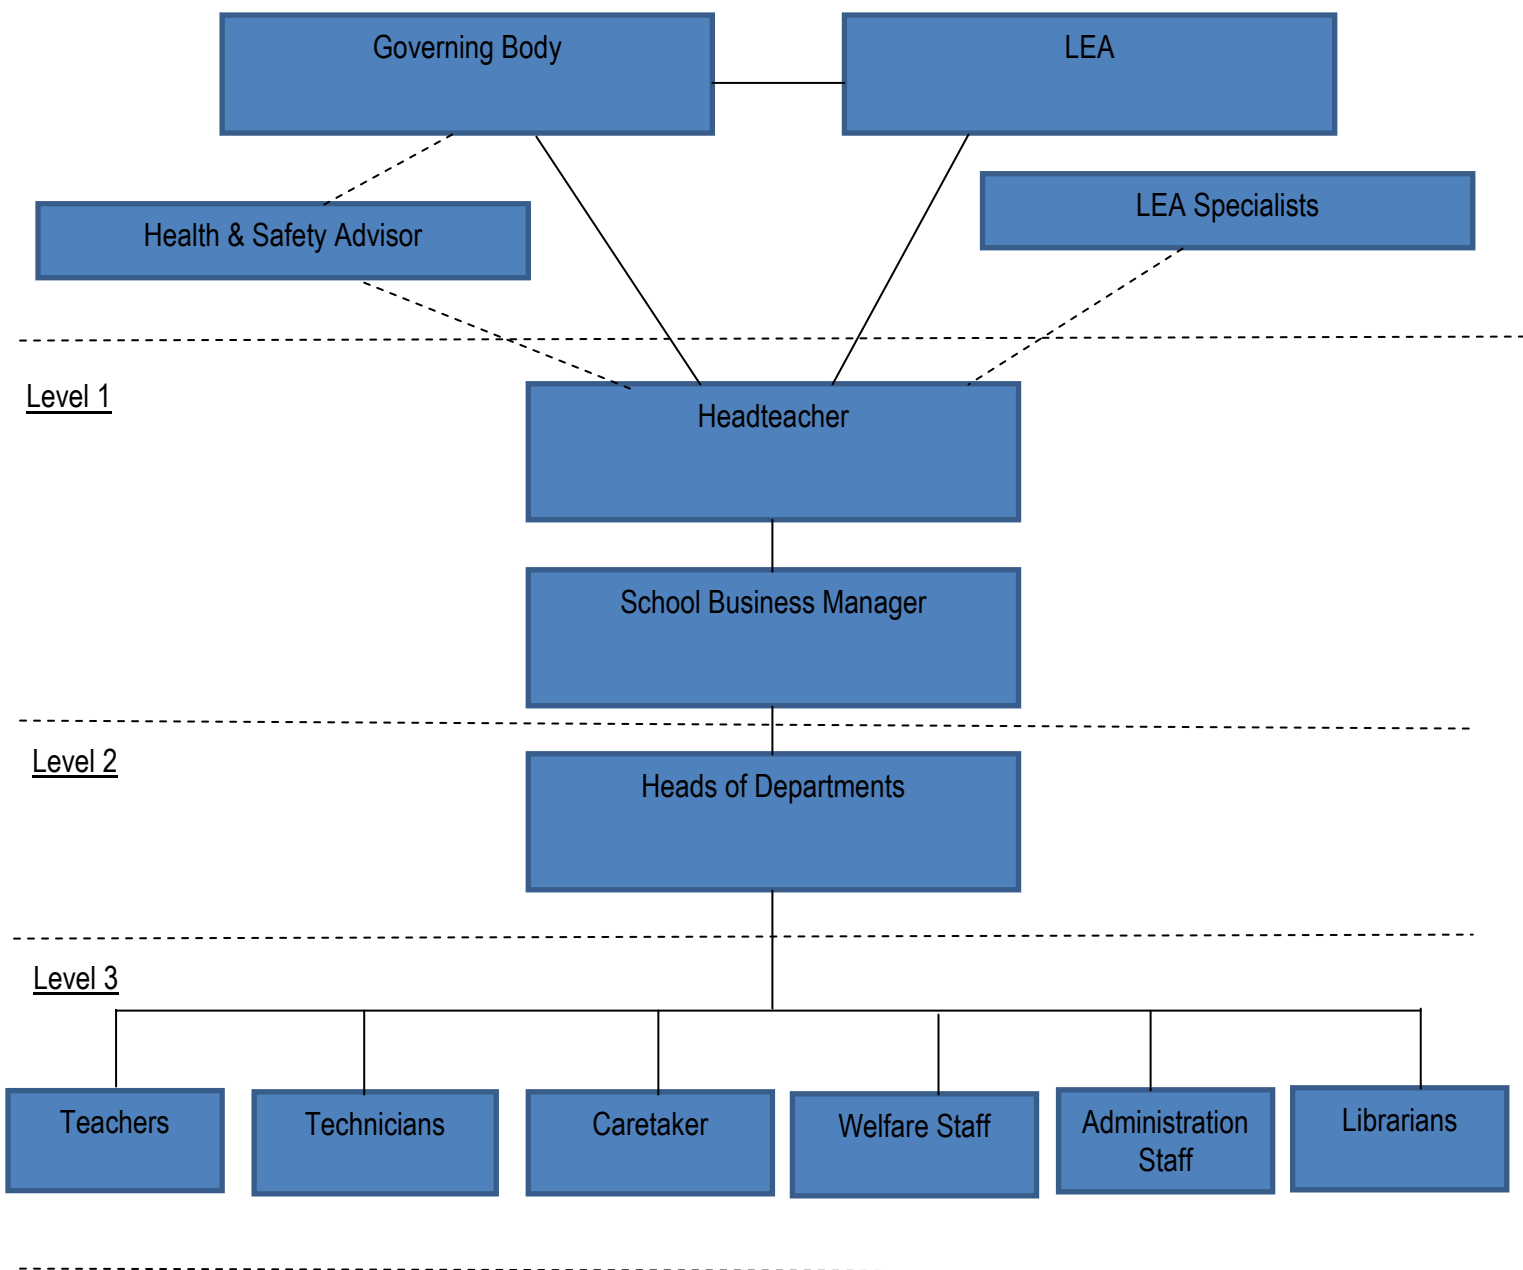 Governing Body
LEA
LEA Specialists
Health & Safety Advisor
Level 1
Headteacher
School Business Manager
Level 2
Heads of Departments
Level 3
Teachers
Technicians
Caretaker
Welfare Staff
Administration
Staff
Librarians